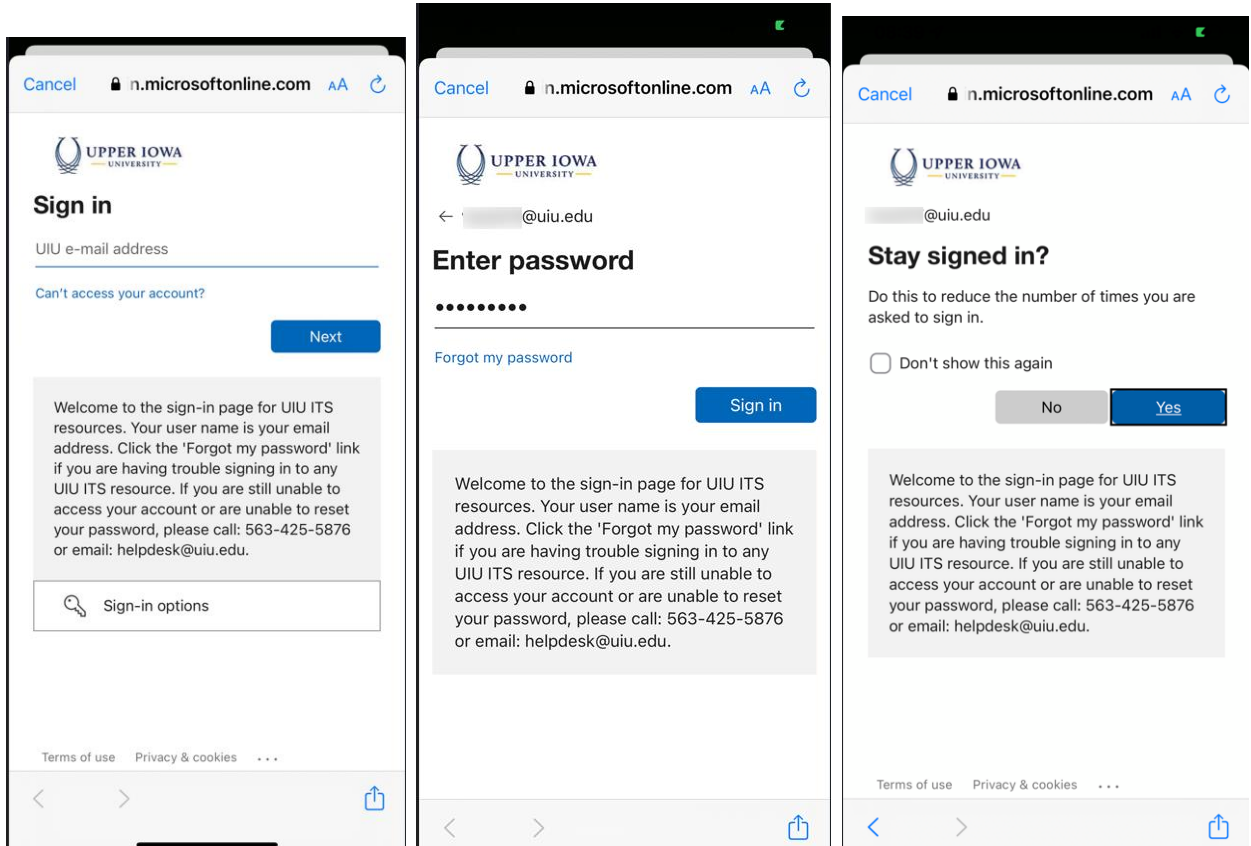 Cancel
n.microsoftonline.com
AA
UPPER IOWA
UNIVERSITY
Sign in
UIU e-mail address
Can't access your account?
Next
Welcome to the sign-in page for UIU ITS
resources. Your user name is your email
address. Click the 'Forgot my password' link
if you are having trouble signing in to any
UIU ITS resource. If you are still unable to
access your account or are unable to reset
your password, please call: 563-425-5876
or email: helpdesk@uiu.edu.
Sign-in options
Terms of use Privacy & cookies ...
Cancel
n.microsoftonline.com
AA
UPPER IOWA
UNIVERSITY
@uiu.edu
Enter password
•••••••••
Forgot my password
Sign in
Welcome to the sign-in page for UIU ITS
resources. Your user name is your email
address. Click the 'Forgot my password' link
if you are having trouble signing in to any
UIU ITS resource. If you are still unable to
access your account or are unable to reset
your password, please call: 563-425-5876
or email: helpdesk@uiu.edu.
Cancel
n.microsoftonline.com
AA
UPPER IOWA
UNIVERSITY
@uiu.edu
Stay signed in?
Do this to reduce the number of times you are
asked to sign in.
Don't show this again
No
Yes
Welcome to the sign-in page for UIU ITS
resources. Your user name is your email
address. Click the 'Forgot my password' link
if you are having trouble signing in to any
UIU ITS resource. If you are still unable to
access your account or are unable to reset
your password, please call: 563-425-5876
or email: helpdesk@uiu.edu.
Terms of use Privacy & cookies ...